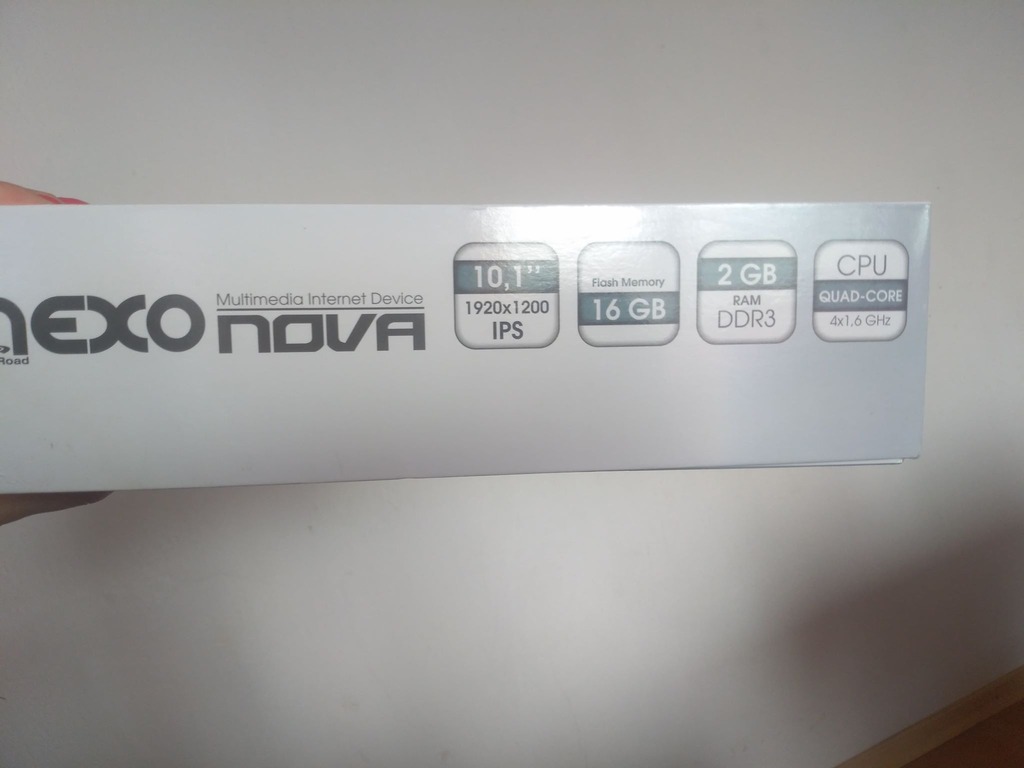 nEXO
Road
Multimedia Internet Device
nOVA
10,1"
1920x1200
IPS
Flash Memory
16 GB
2 GB
RAM
DDR3
CPU
QUAD-CORE
4x1,6 GHz